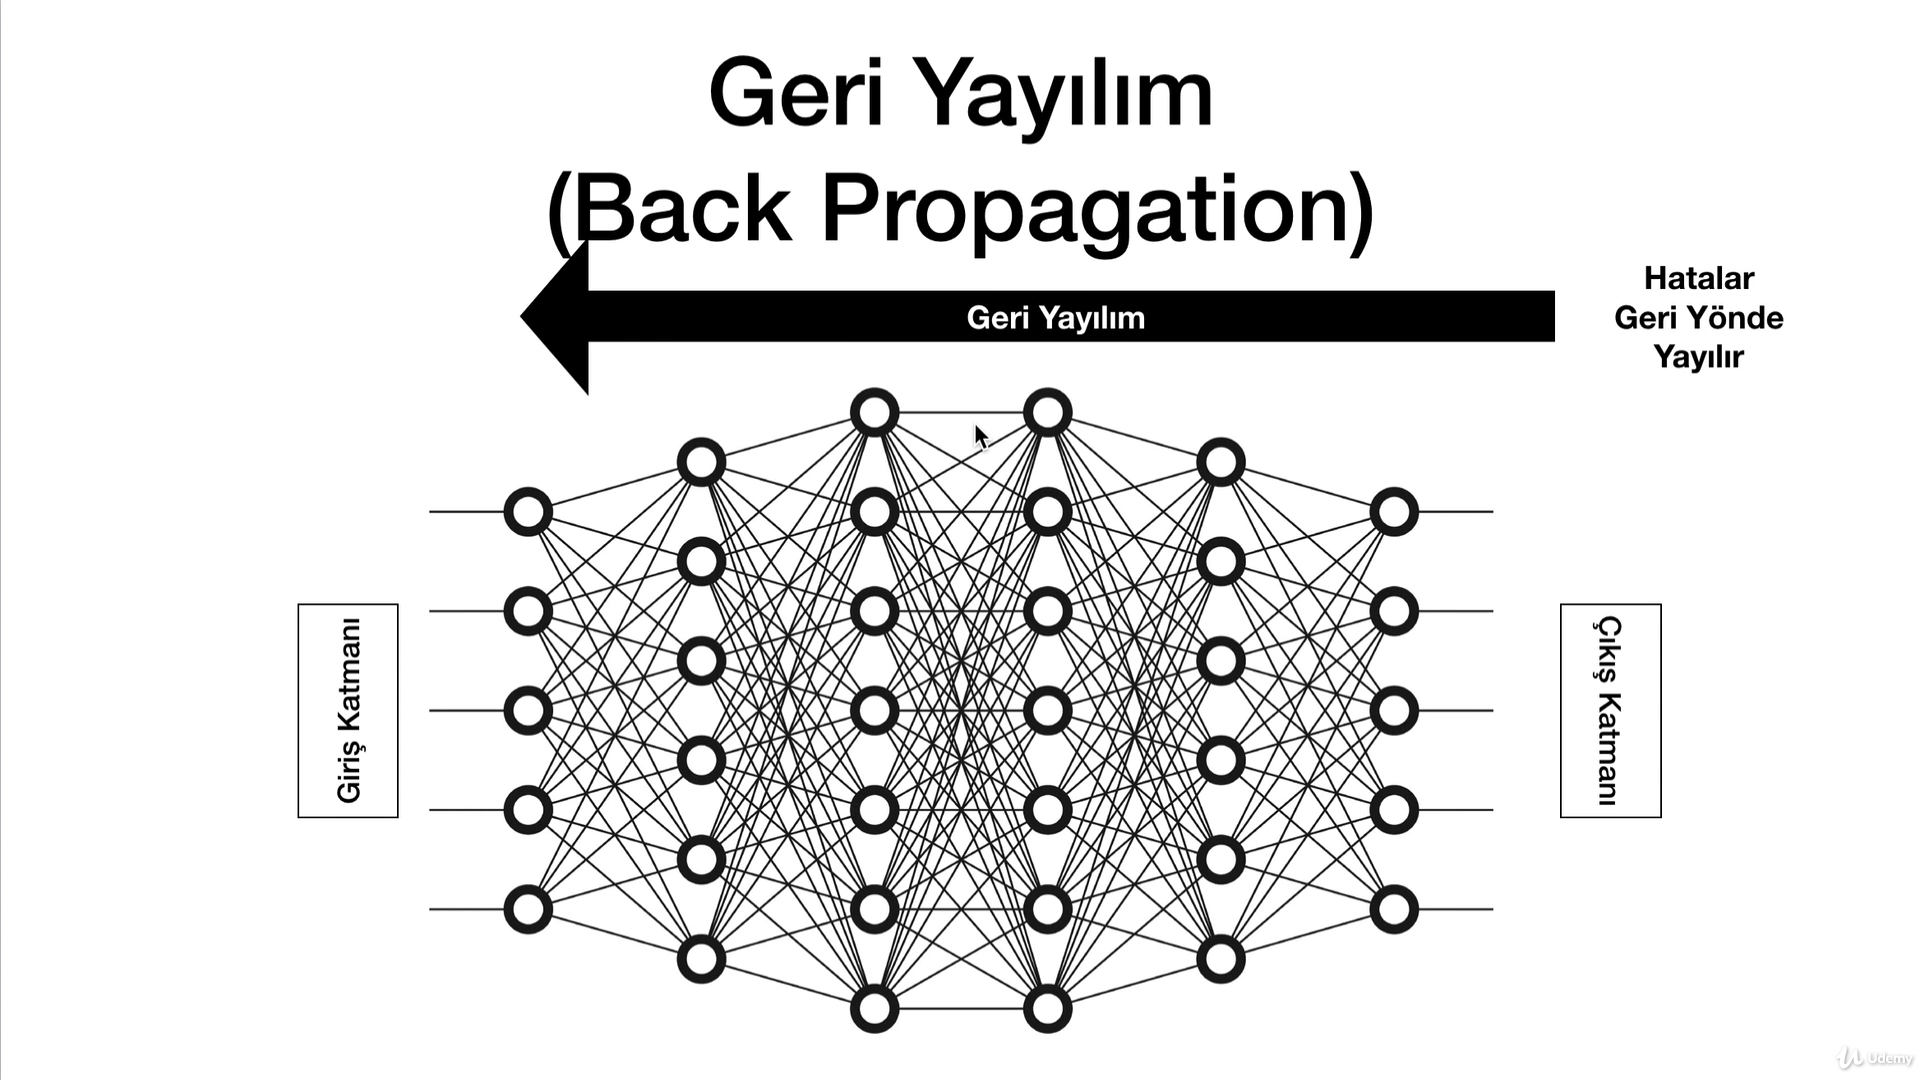 Geri Yayılım
(Back Propagation)
Geri Yayılım
Hatalar
Geri Yönde
Yayılır
Giriş Katmanı
Çıkış Katmanı
Udemy